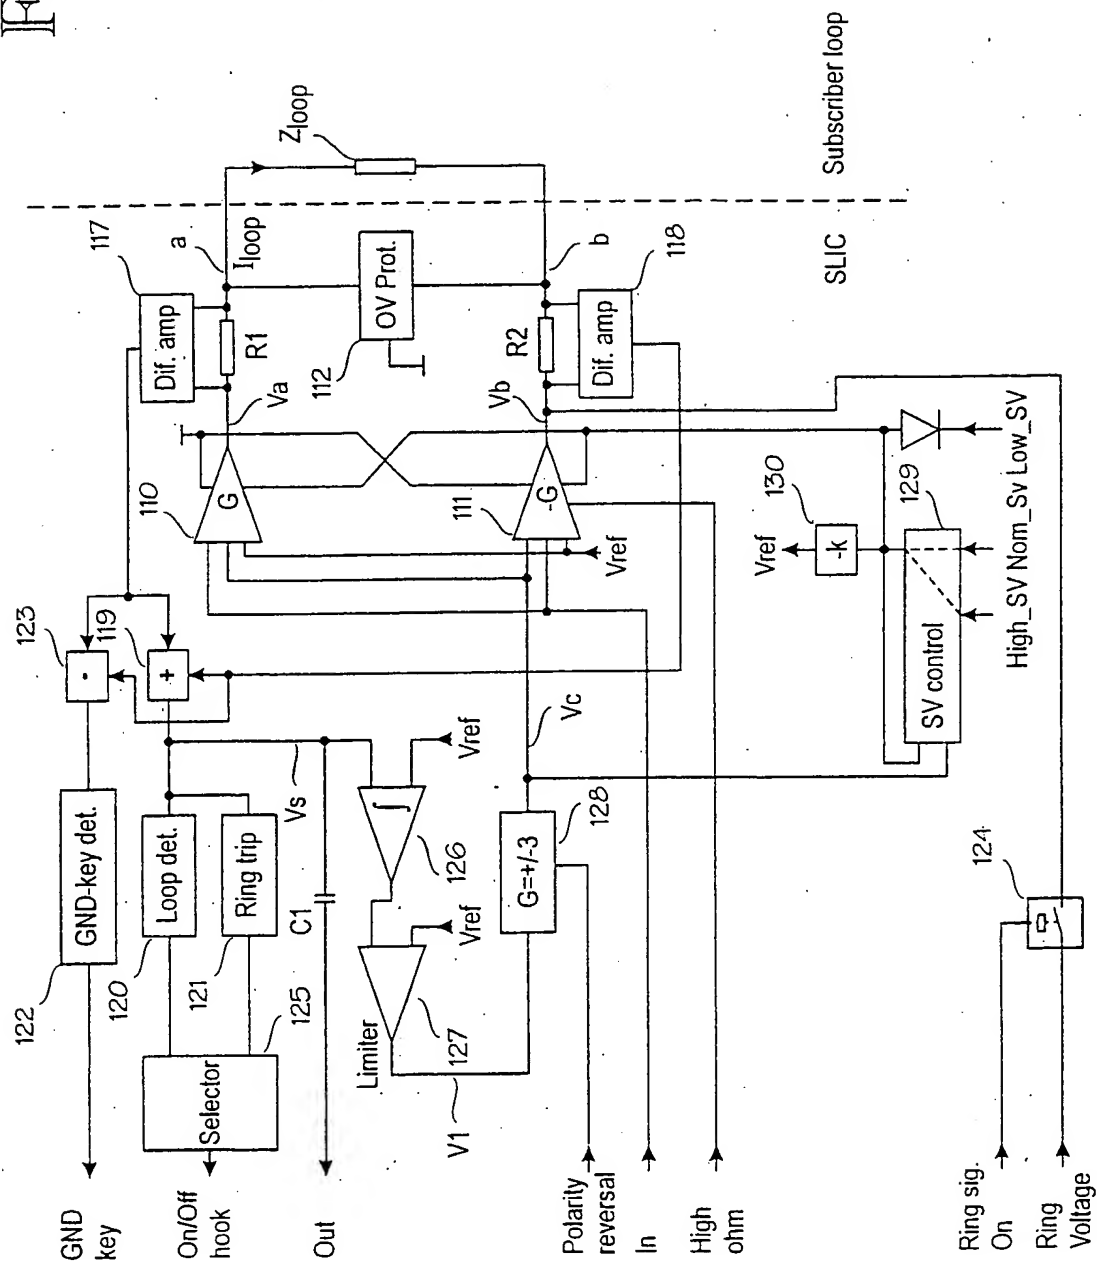 F
117
a
Iloop
Zloop
Dif. amp
R1
OV Prot.
112
Va
110
G
R2
b
118
Dif. amp
Vb
111
-G
Vref
Subscriber loop
SLIC
123
-
119
+
GND-key det.
122
Loop det.
120
Ring trip
121
Selector
125
Vs
C1
∫
126
Vref
Limiter
127
Vref
V1
G=+/-3
128
Vc
Vref
130
-k
129
SV control
High_SV Nom_Sv Low_SV
124
GND
key
On/Off
hook
Out
Polarity
reversal
In
High
ohm
Ring sig.
On
Ring
Voltage